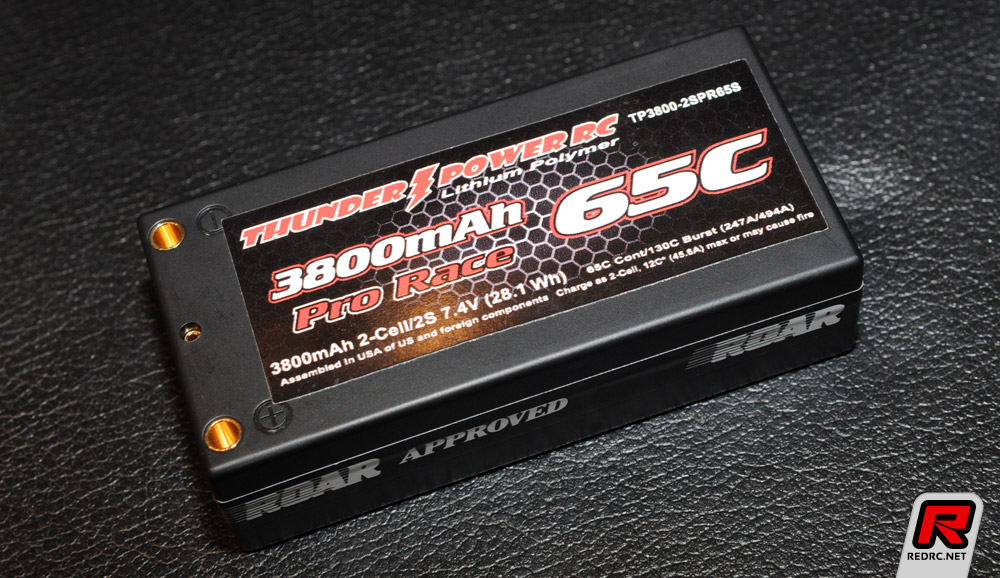 THUNDER POWER RC
Lithium Polymer
TP3800-2SPR65S
3800mAh
65C
Pro Race
3800mAh 2-Cell/2S 7.4V (28.1 Wh)
65C Cont/130C Burst (247A/494A)
Assembled in USA of US and foreign components
Charge as 2-Cell, 12C* (45.6A) max or may cause fire
ROAR APPROVED
ROAR
R
REDRC.NET